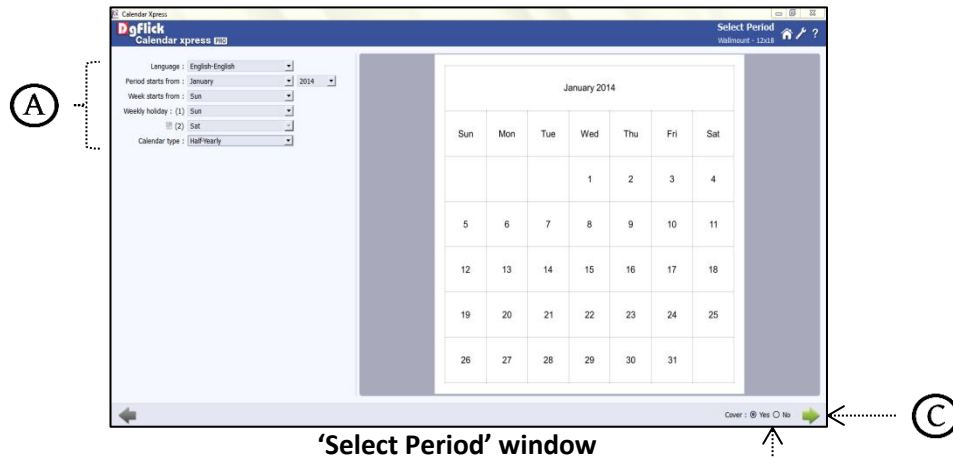 Calendar Xpress
DgFlick
Calendar xpress PRO
Select Period
Wallmount - 12x18
?
A
Language : English-English
Period starts from : January 2014
Week starts from : Sun
Weekly holiday : (1) Sun
(2) Sat
Calendar type : Half-Yearly
January 2014
Sun Mon Tue Wed Thu Fri Sat
1 2 3 4
5 6 7 8 9 10 11
12 13 14 15 16 17 18
19 20 21 22 23 24 25
26 27 28 29 30 31
Cover : Yes No
C
‘Select Period’ window